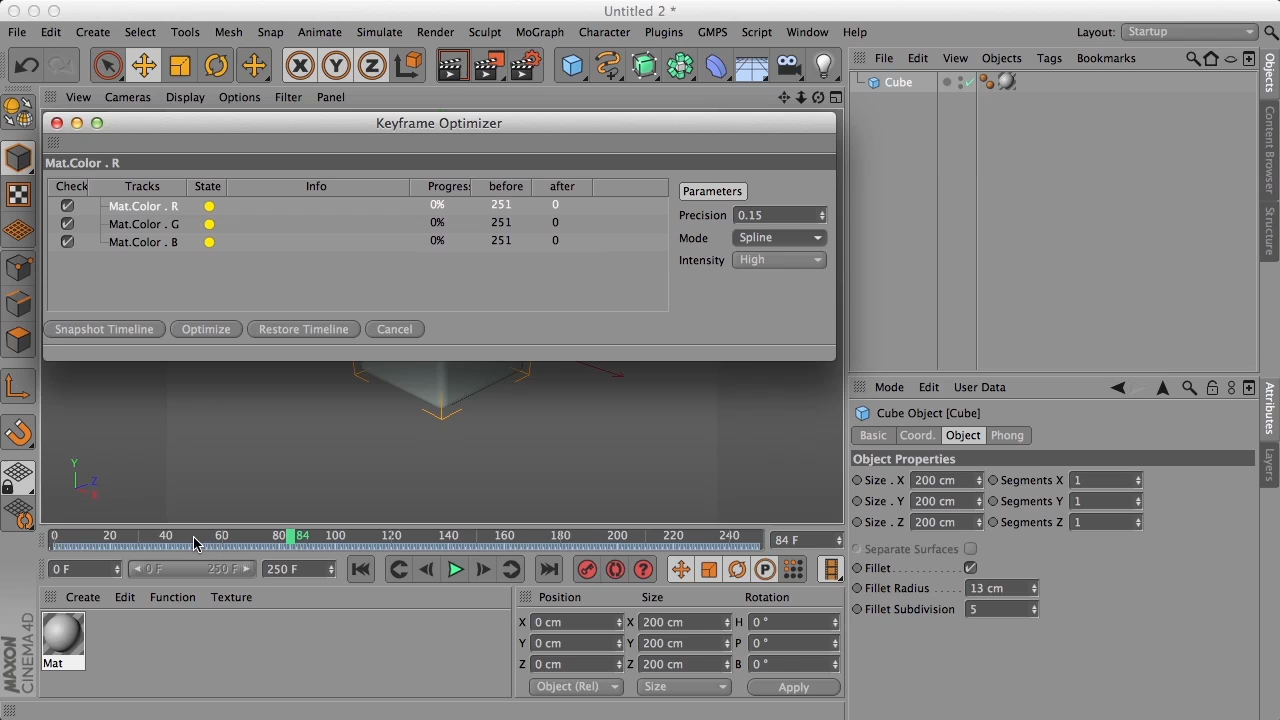 Untitled 2 *
File Edit Create Select Tools Mesh Snap Animate Simulate Render Sculpt MoGraph Character Plugins GMPS Script Window Help Layout: Startup
File Edit View Objects Tags Bookmarks
Cube
View Cameras Display Options Filter Panel
Keyframe Optimizer
Mat.Color . R
Check Tracks State Info Progres: before after
Mat.Color . R 0% 251 0
Mat.Color . G 0% 251 0
Mat.Color . B 0% 251 0
Parameters
Precision 0.15
Mode Spline
Intensity High
Snapshot Timeline Optimize Restore Timeline Cancel
Objects
Content Browser
Structure
Attributes
Layers
Mode Edit User Data
Cube Object [Cube]
Basic Coord. Object Phong
Object Properties
Size . X 200 cm Segments X 1
Size . Y 200 cm Segments Y 1
Size . Z 200 cm Segments Z 1
Separate Surfaces
Fillet
Fillet Radius 13 cm
Fillet Subdivision 5
Y
Z
X
0 20 40 60 80 84 100 120 140 160 180 200 220 240 84 F
0 F 0 F 250 F 250 F
P
Create Edit Function Texture
Mat
Position Size Rotation
X 0 cm X 200 cm H 0 °
Y 0 cm Y 200 cm P 0 °
Z 0 cm Z 200 cm B 0 °
Object (Rel) Size Apply
MAXON
CINEMA 4D